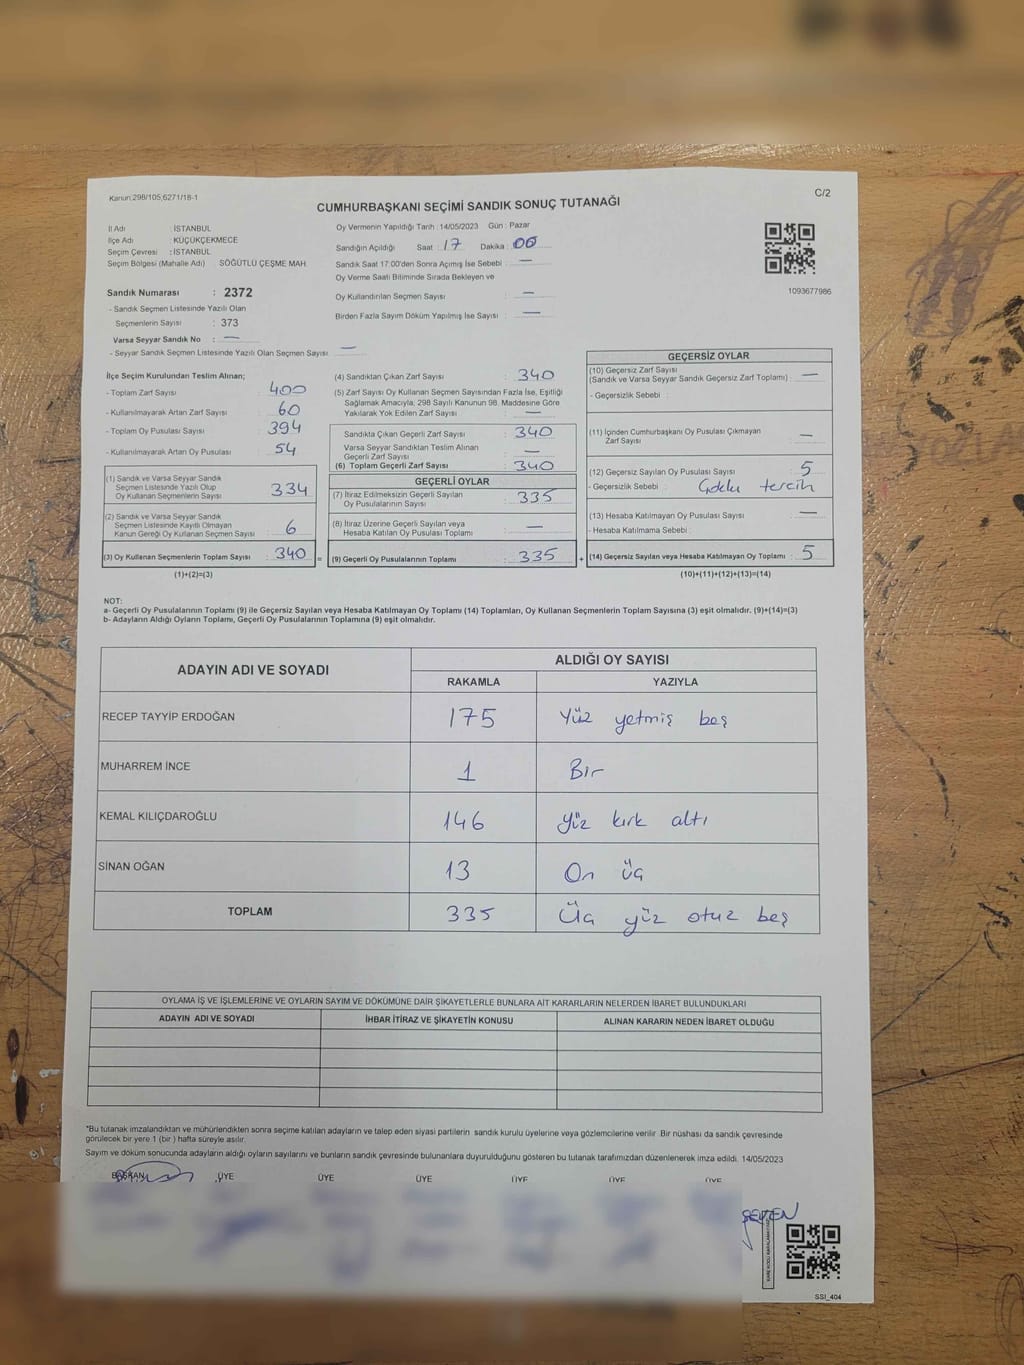 Kanun:298/105,6271/18-1
C/2
CUMHURBAŞKANI SEÇİMİ SANDIK SONUÇ TUTANAĞI
İl Adı : İSTANBUL
İlçe Adı : KÜÇÜKÇEKMECE
Seçim Çevresi : İSTANBUL
Seçim Bölgesi (Mahalle Adı) SÖĞÜTLÜ ÇEŞME MAH.
Sandık Numarası : 2372
- Sandık Seçmen Listesinde Yazılı Olan
Seçmenlerin Sayısı : 373
Varsa Seyyar Sandık No : —
- Seyyar Sandık Seçmen Listesinde Yazılı Olan Seçmen Sayısı : —
Oy Vermenin Yapıldığı Tarih : 14/05/2023 Gün : Pazar
Sandığın Açıldığı Saat : 17 Dakika : 00
Sandık Saat 17:00'den Sonra Açımış İse Sebebi : —
Oy Verme Saati Bitiminde Sırada Bekleyen ve
Oy Kullandırılan Seçmen Sayısı : —
Birden Fazla Sayım Döküm Yapılmış İse Sayısı : —
1093677986
İlçe Seçim Kurulundan Teslim Alınan;
- Toplam Zarf Sayısı : 400
- Kullanılmayarak Artan Zarf Sayısı : 60
- Toplam Oy Pusulası Sayısı : 394
- Kullanılmayarak Artan Oy Pusulası : 54
(1) Sandık ve Varsa Seyyar Sandık
Seçmen Listesinde Yazılı Olup
Oy Kullanan Seçmenlerin Sayısı : 334
(2) Sandık ve Varsa Seyyar Sandık
Seçmen Listesinde Kayıtlı Olmayan
Kanun Gereği Oy Kullanan Seçmen Sayısı : 6
(3) Oy Kullanan Seçmenlerin Toplam Sayısı : 340 =
(1)+(2)=(3)
(4) Sandıktan Çıkan Zarf Sayısı : 340
(5) Zarf Sayısı Oy Kullanan Seçmen Sayısından Fazla İse, Eşitliği
Sağlamak Amacıyla, 298 Sayılı Kanunun 98. Maddesine Göre
Yakılarak Yok Edilen Zarf Sayısı : —
Sandıkta Çıkan Geçerli Zarf Sayısı : 340
Varsa Seyyar Sandıktan Teslim Alınan
Geçerli Zarf Sayısı : —
(6) Toplam Geçerli Zarf Sayısı : 340
GEÇERLİ OYLAR
(7) İtiraz Edilmeksizin Geçerli Sayılan
Oy Pusulalarının Sayısı : 335
(8) İtiraz Üzerine Geçerli Sayılan veya
Hesaba Katılan Oy Pusulası Toplamı : —
(9) Geçerli Oy Pusulalarının Toplamı : 335 +
GEÇERSİZ OYLAR
(10) Geçersiz Zarf Sayısı
(Sandık ve Varsa Seyyar Sandık Geçersiz Zarf Toplamı) : —
- Geçersizlik Sebebi :
(11) İçinden Cumhurbaşkanı Oy Pusulası Çıkmayan
Zarf Sayısı : —
(12) Geçersiz Sayılan Oy Pusulası Sayısı : 5
- Geçersizlik Sebebi : Çoklu tercih
(13) Hesaba Katılmayan Oy Pusulası Sayısı : —
- Hesaba Katılmama Sebebi :
(14) Geçersiz Sayılan veya Hesaba Katılmayan Oy Toplamı : 5
(10)+(11)+(12)+(13)=(14)
NOT:
a- Geçerli Oy Pusulalarının Toplamı (9) ile Geçersiz Sayılan veya Hesaba Katılmayan Oy Toplamı (14) Toplamları, Oy Kullanan Seçmenlerin Toplam Sayısına (3) eşit olmalıdır. (9)+(14)=(3)
b- Adayların Aldığı Oyların Toplamı, Geçerli Oy Pusulalarının Toplamına (9) eşit olmalıdır.
ADAYIN ADI VE SOYADI ALDIĞI OY SAYISI
RAKAMLA YAZIYLA
RECEP TAYYİP ERDOĞAN 175 Yüz yetmiş beş
MUHARREM İNCE 1 Bir
KEMAL KILIÇDAROĞLU 146 Yüz kırk altı
SİNAN OĞAN 13 On üç
TOPLAM 335 Üç yüz otuz beş
OYLAMA İŞ VE İŞLEMLERİNE VE OYLARIN SAYIM VE DÖKÜMÜNE DAİR ŞİKAYETLERLE BUNLARA AİT KARARLARIN NELERDEN İBARET BULUNDUKLARI
ADAYIN ADI VE SOYADI İHBAR İTİRAZ VE ŞİKAYETİN KONUSU ALINAN KARARIN NEDEN İBARET OLDUĞU
*Bu tutanak imzalandıktan ve mühürlendikten sonra seçime katılan adayların ve talep eden siyasi partilerin sandık kurulu üyelerine veya gözlemcilerine verilir. Bir nüshası da sandık çevresinde
görülecek bir yere 1 (bir ) hafta süreyle asılır.
Sayım ve döküm sonucunda adayların aldığı oyların sayılarını ve bunların sandık çevresinde bulunanlara duyurulduğunu gösteren bu tutanak tarafımızdan düzenlenerek imza edildi. 14/05/2023
BAŞKAN ÜYE ÜYE ÜYE ÜYE ÜYE ÜYE
SSI_404